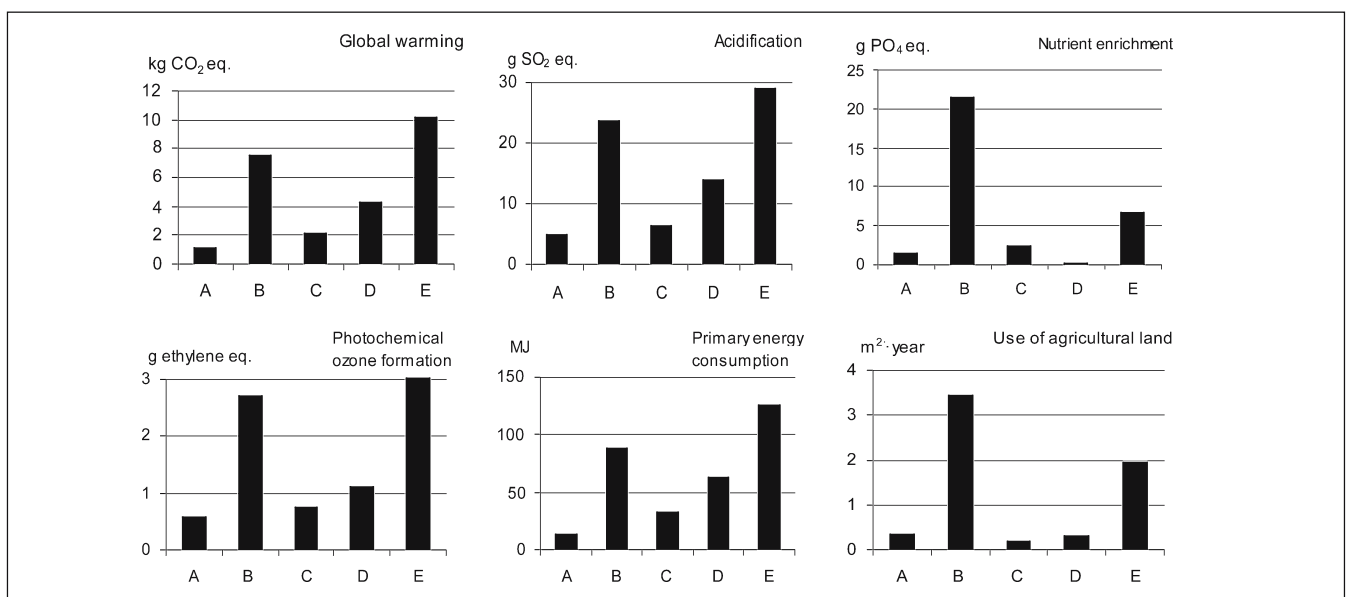 Global warming
kg CO₂ eq.
12
10
8
6
4
2
0
A B C D E
Acidification
g SO₂ eq.
30
20
10
0
A B C D E
Nutrient enrichment
g PO₄ eq.
25
20
15
10
5
0
A B C D E
Photochemical
ozone formation
g ethylene eq.
3
2
1
0
A B C D E
Primary energy
consumption
MJ
150
100
50
0
A B C D E
Use of agricultural land
m²·year
4
3
2
1
0
A B C D E